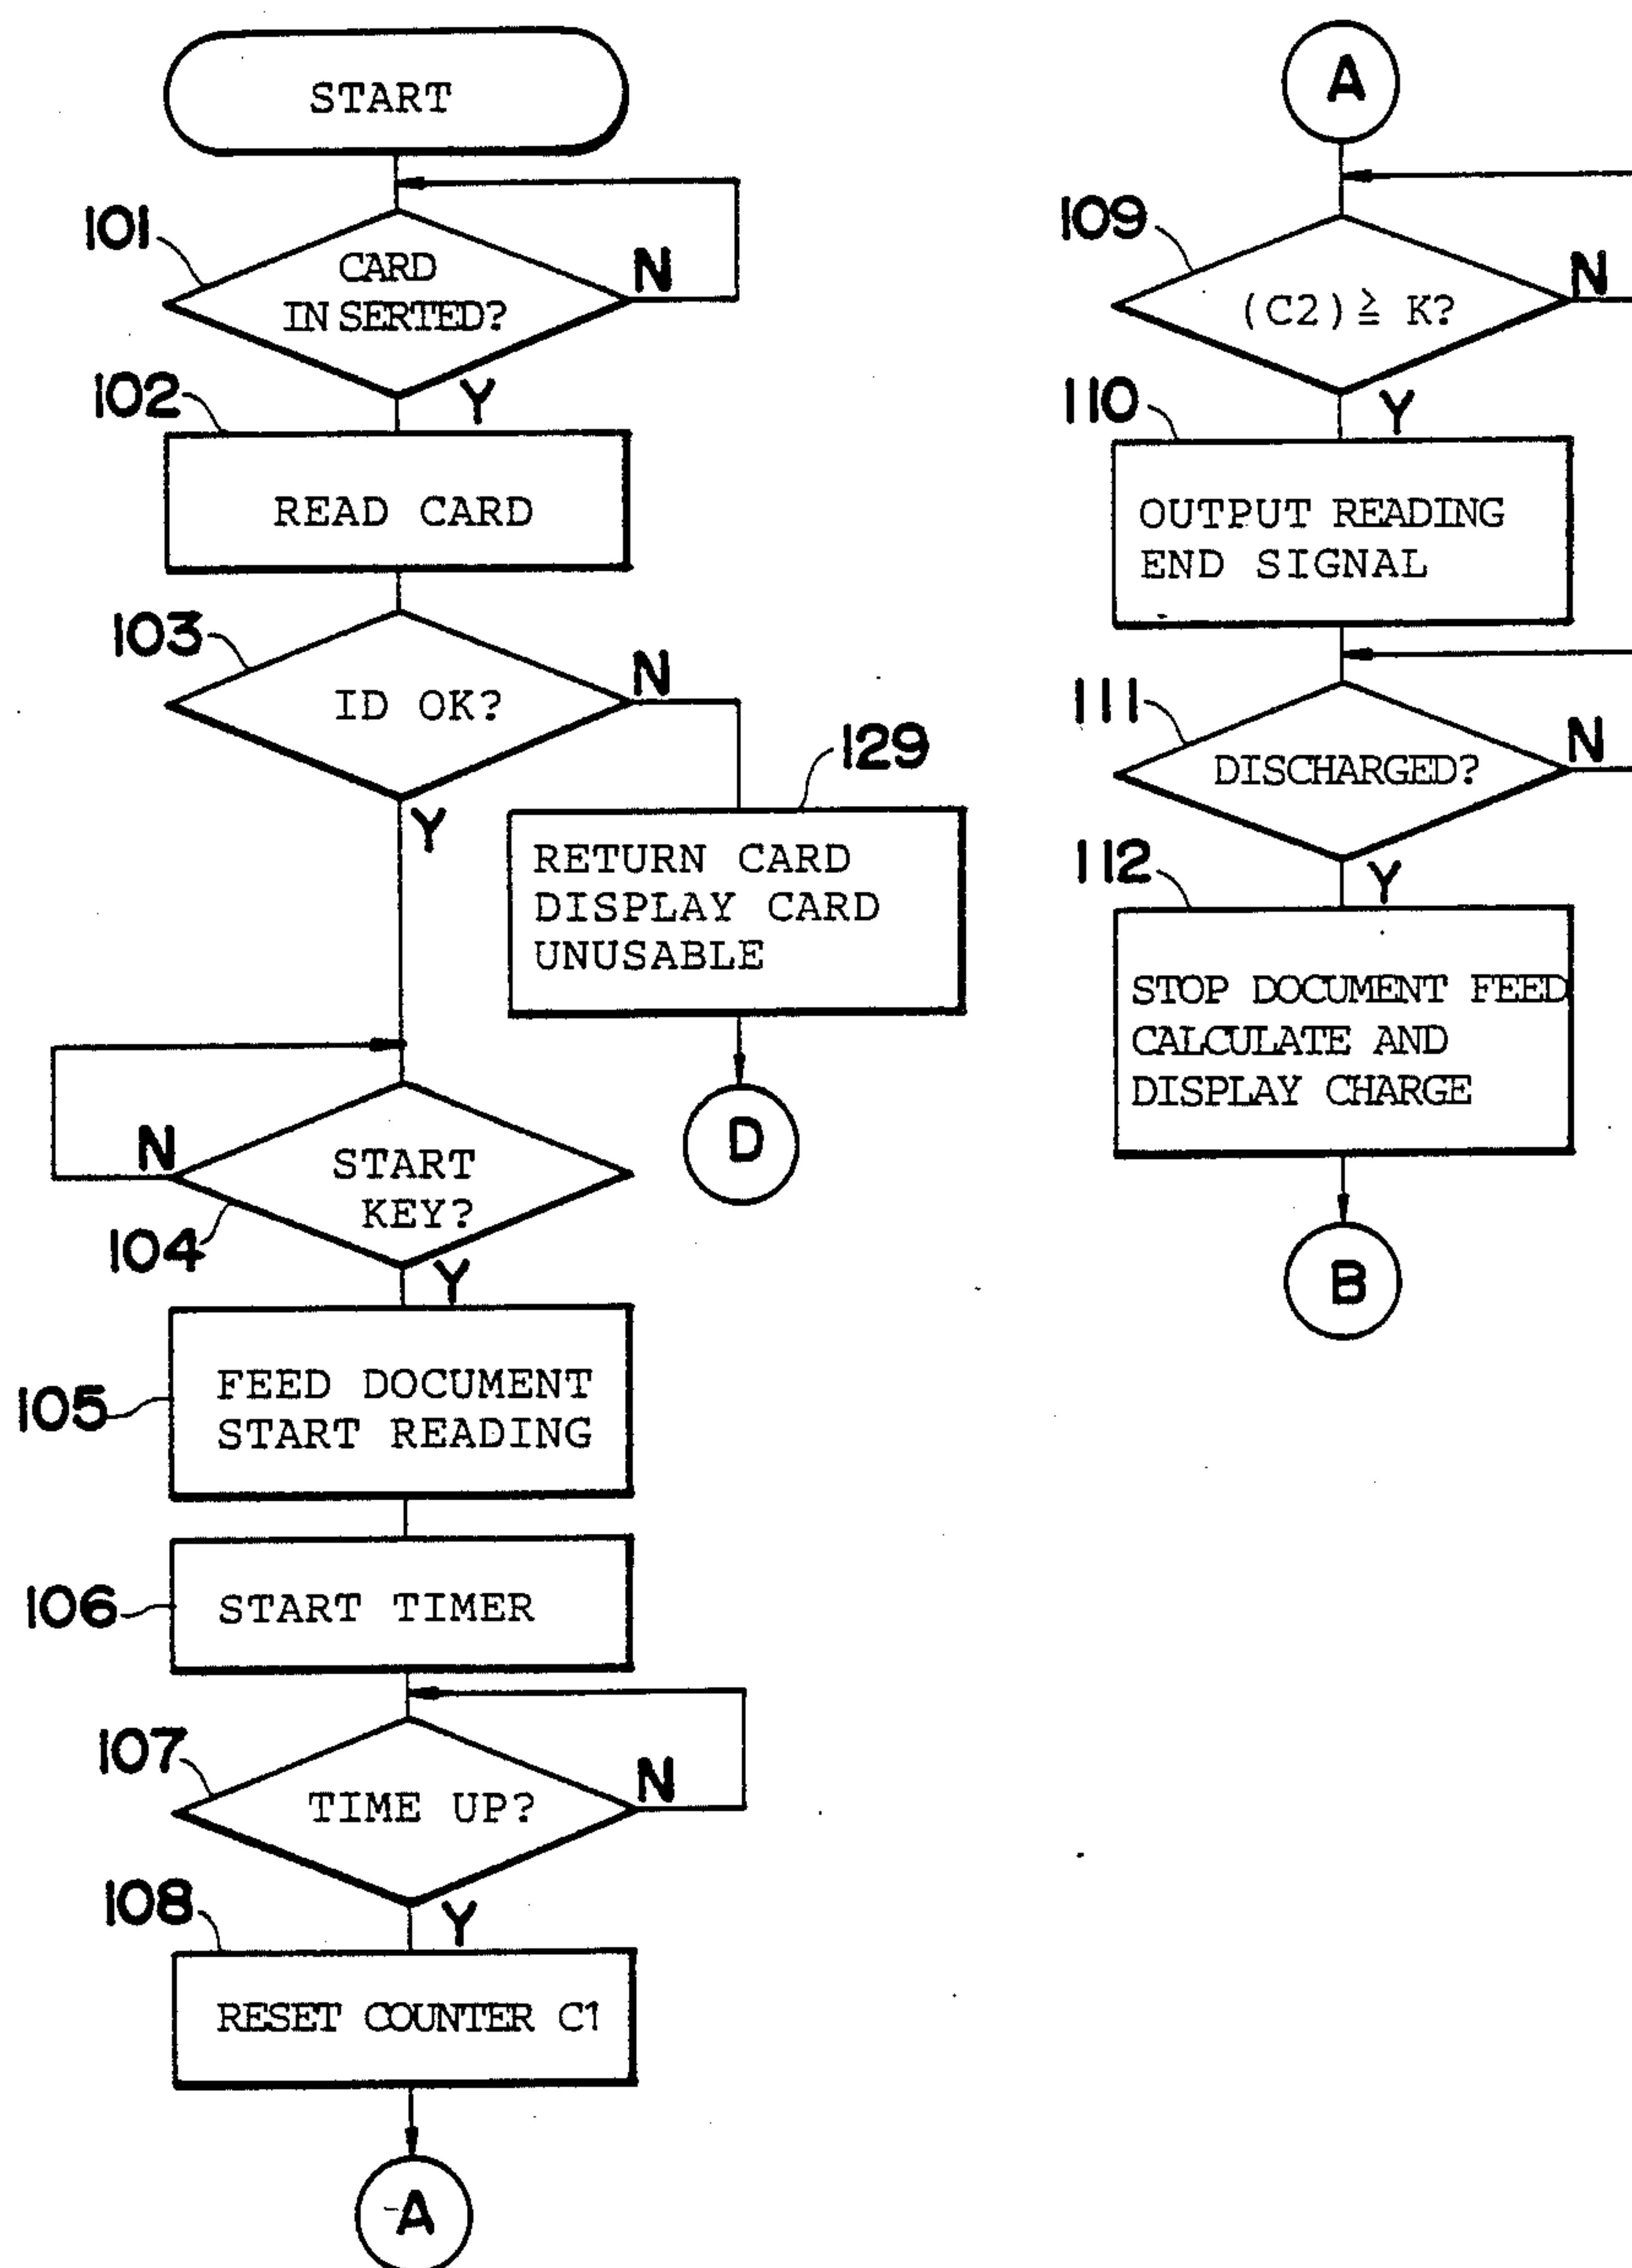 START
101
CARD
IN SERTED?
N
Y
102
READ CARD
103
ID OK?
N
Y
129
RETURN CARD
DISPLAY CARD
UNUSABLE
D
N
START
KEY?
104
Y
105
FEED DOCUMENT
START READING
106
START TIMER
107
TIME UP?
N
Y
108
RESET COUNTER C1
A
A
109
(C2) ≧ K?
N
Y
110
OUTPUT READING
END SIGNAL
111
DISCHARGED?
N
Y
112
STOP DOCUMENT FEED
CALCULATE AND
DISPLAY CHARGE
B